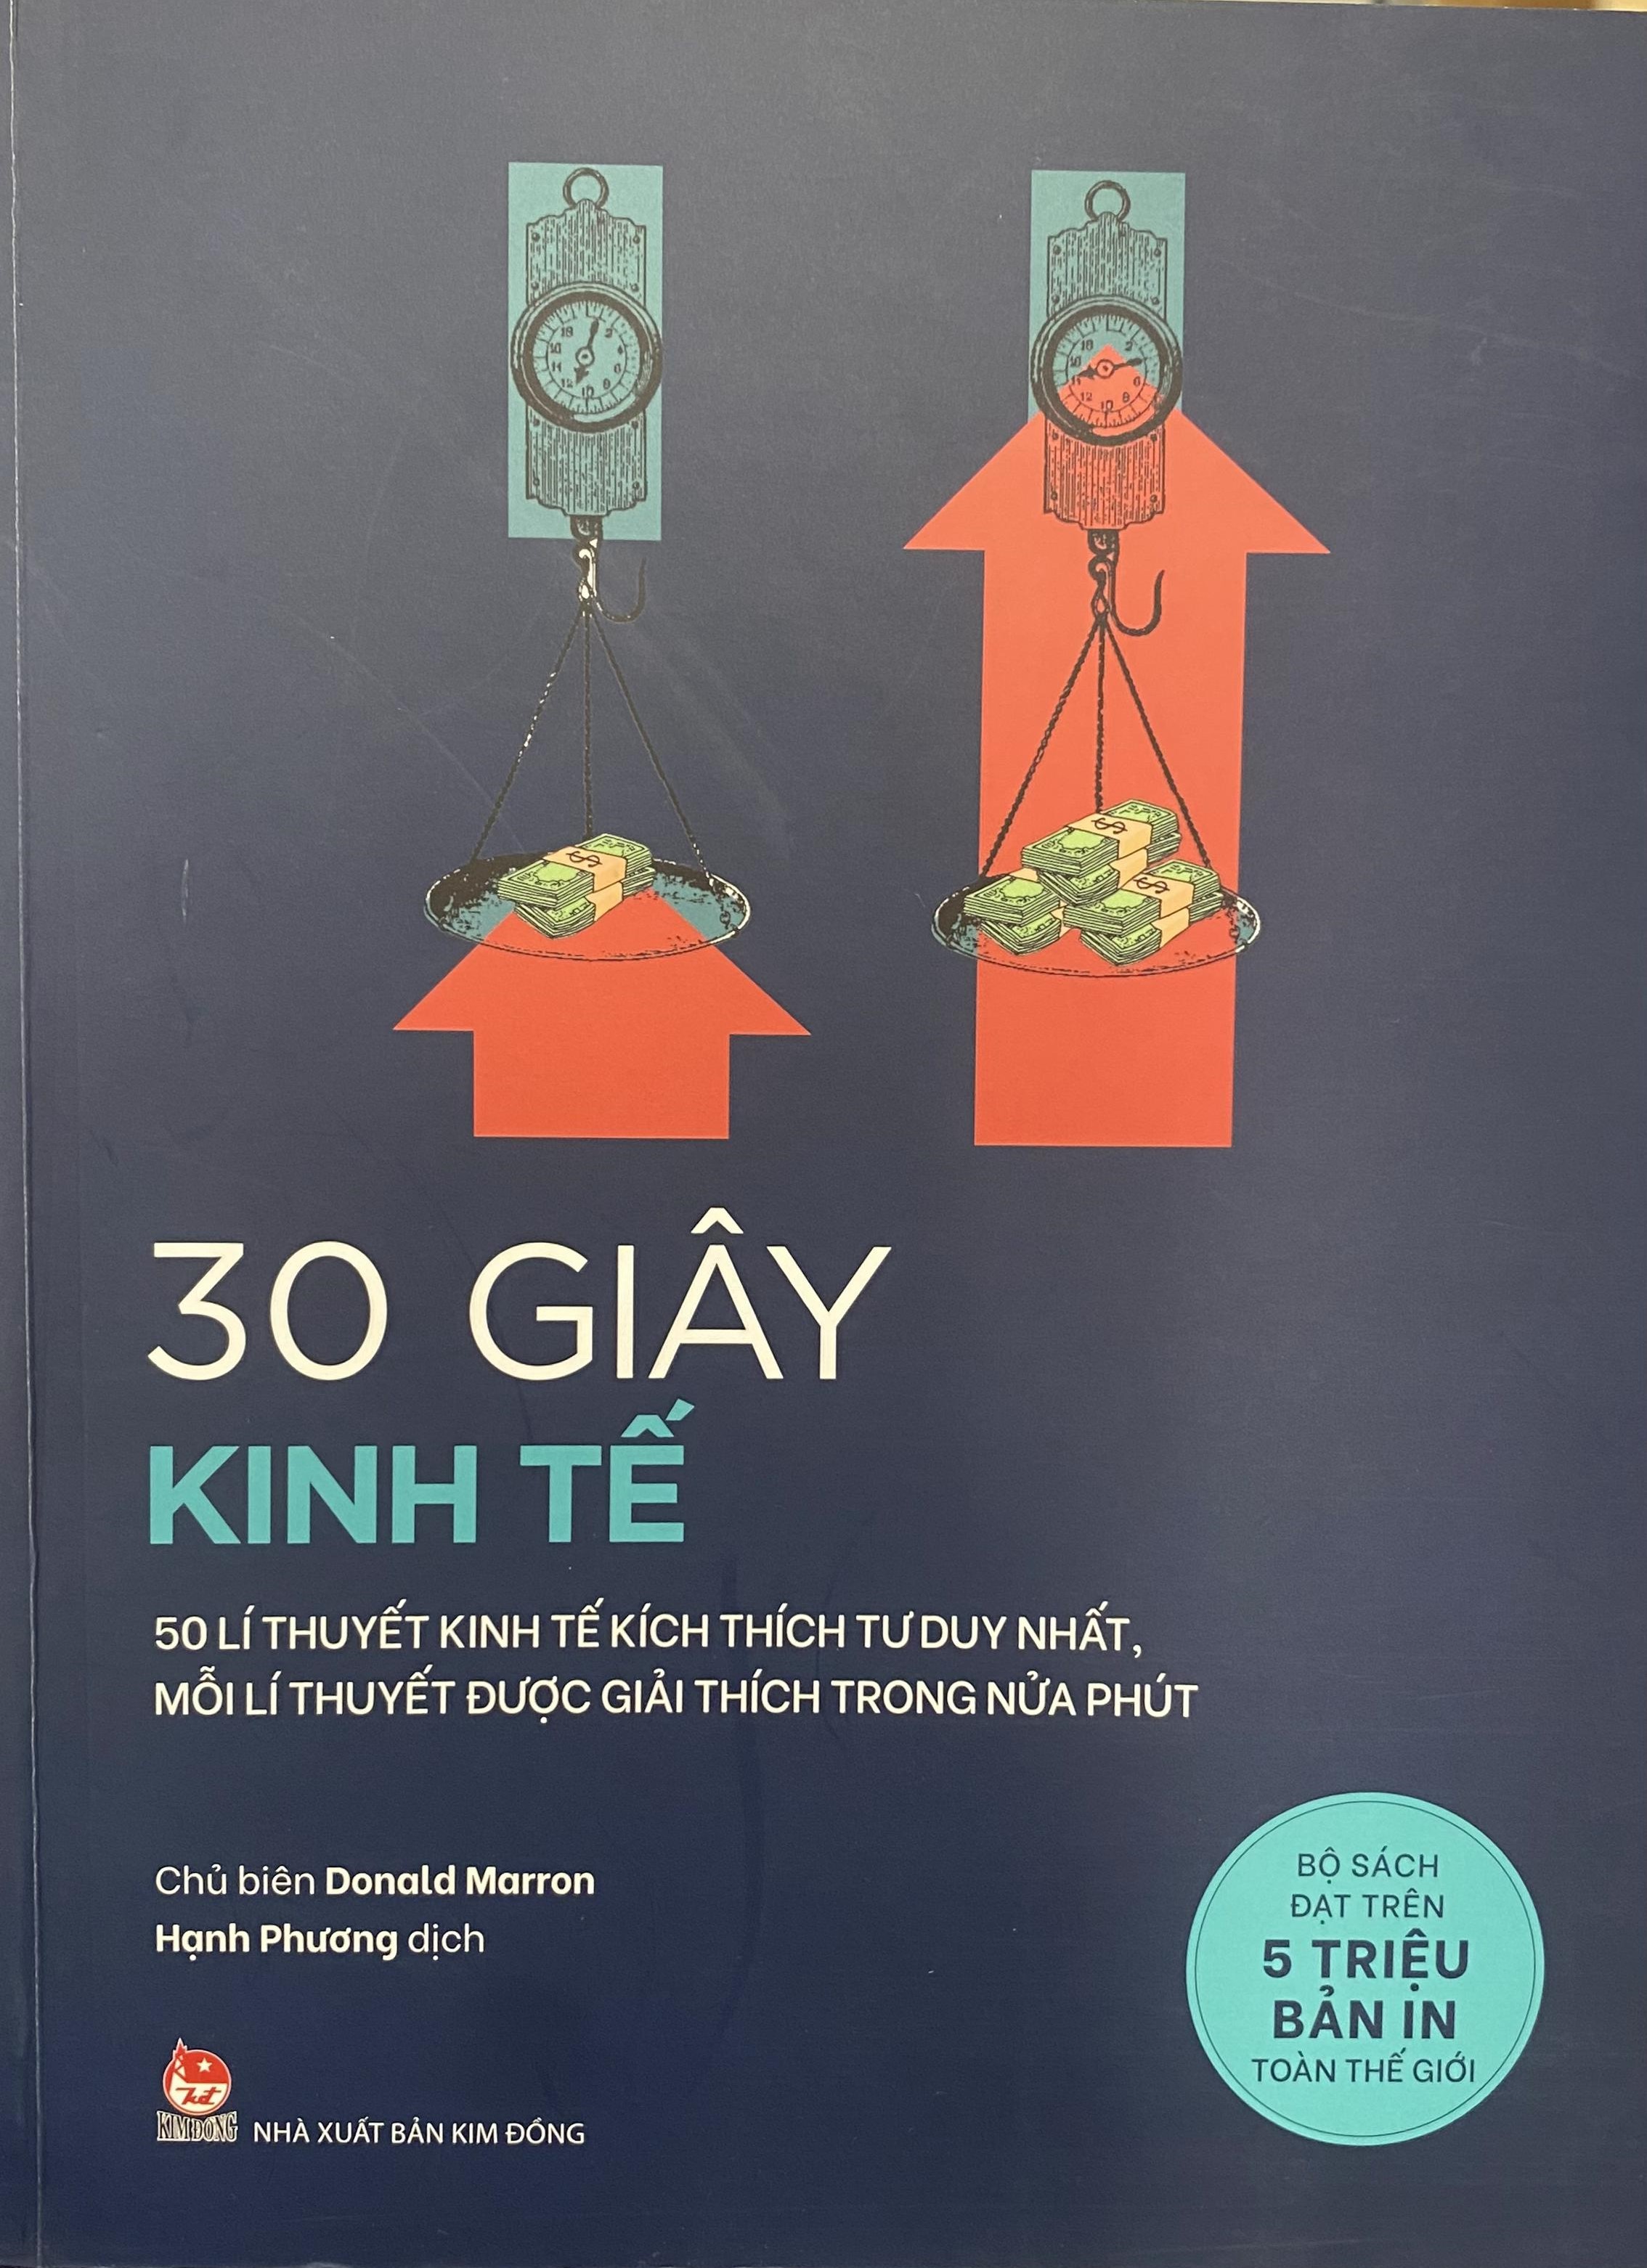 30 GIÂY
KINH TẾ
50 LÍ THUYẾT KINH TẾ KÍCH THÍCH TƯ DUY NHẤT,
MỖI LÍ THUYẾT ĐƯỢC GIẢI THÍCH TRONG NỬA PHÚT
Chủ biên Donald Marron
Hạnh Phương dịch
BỘ SÁCH
ĐẠT TRÊN
5 TRIỆU
BẢN IN
TOÀN THẾ GIỚI
KIM ĐỒNG
NHÀ XUẤT BẢN KIM ĐỒNG